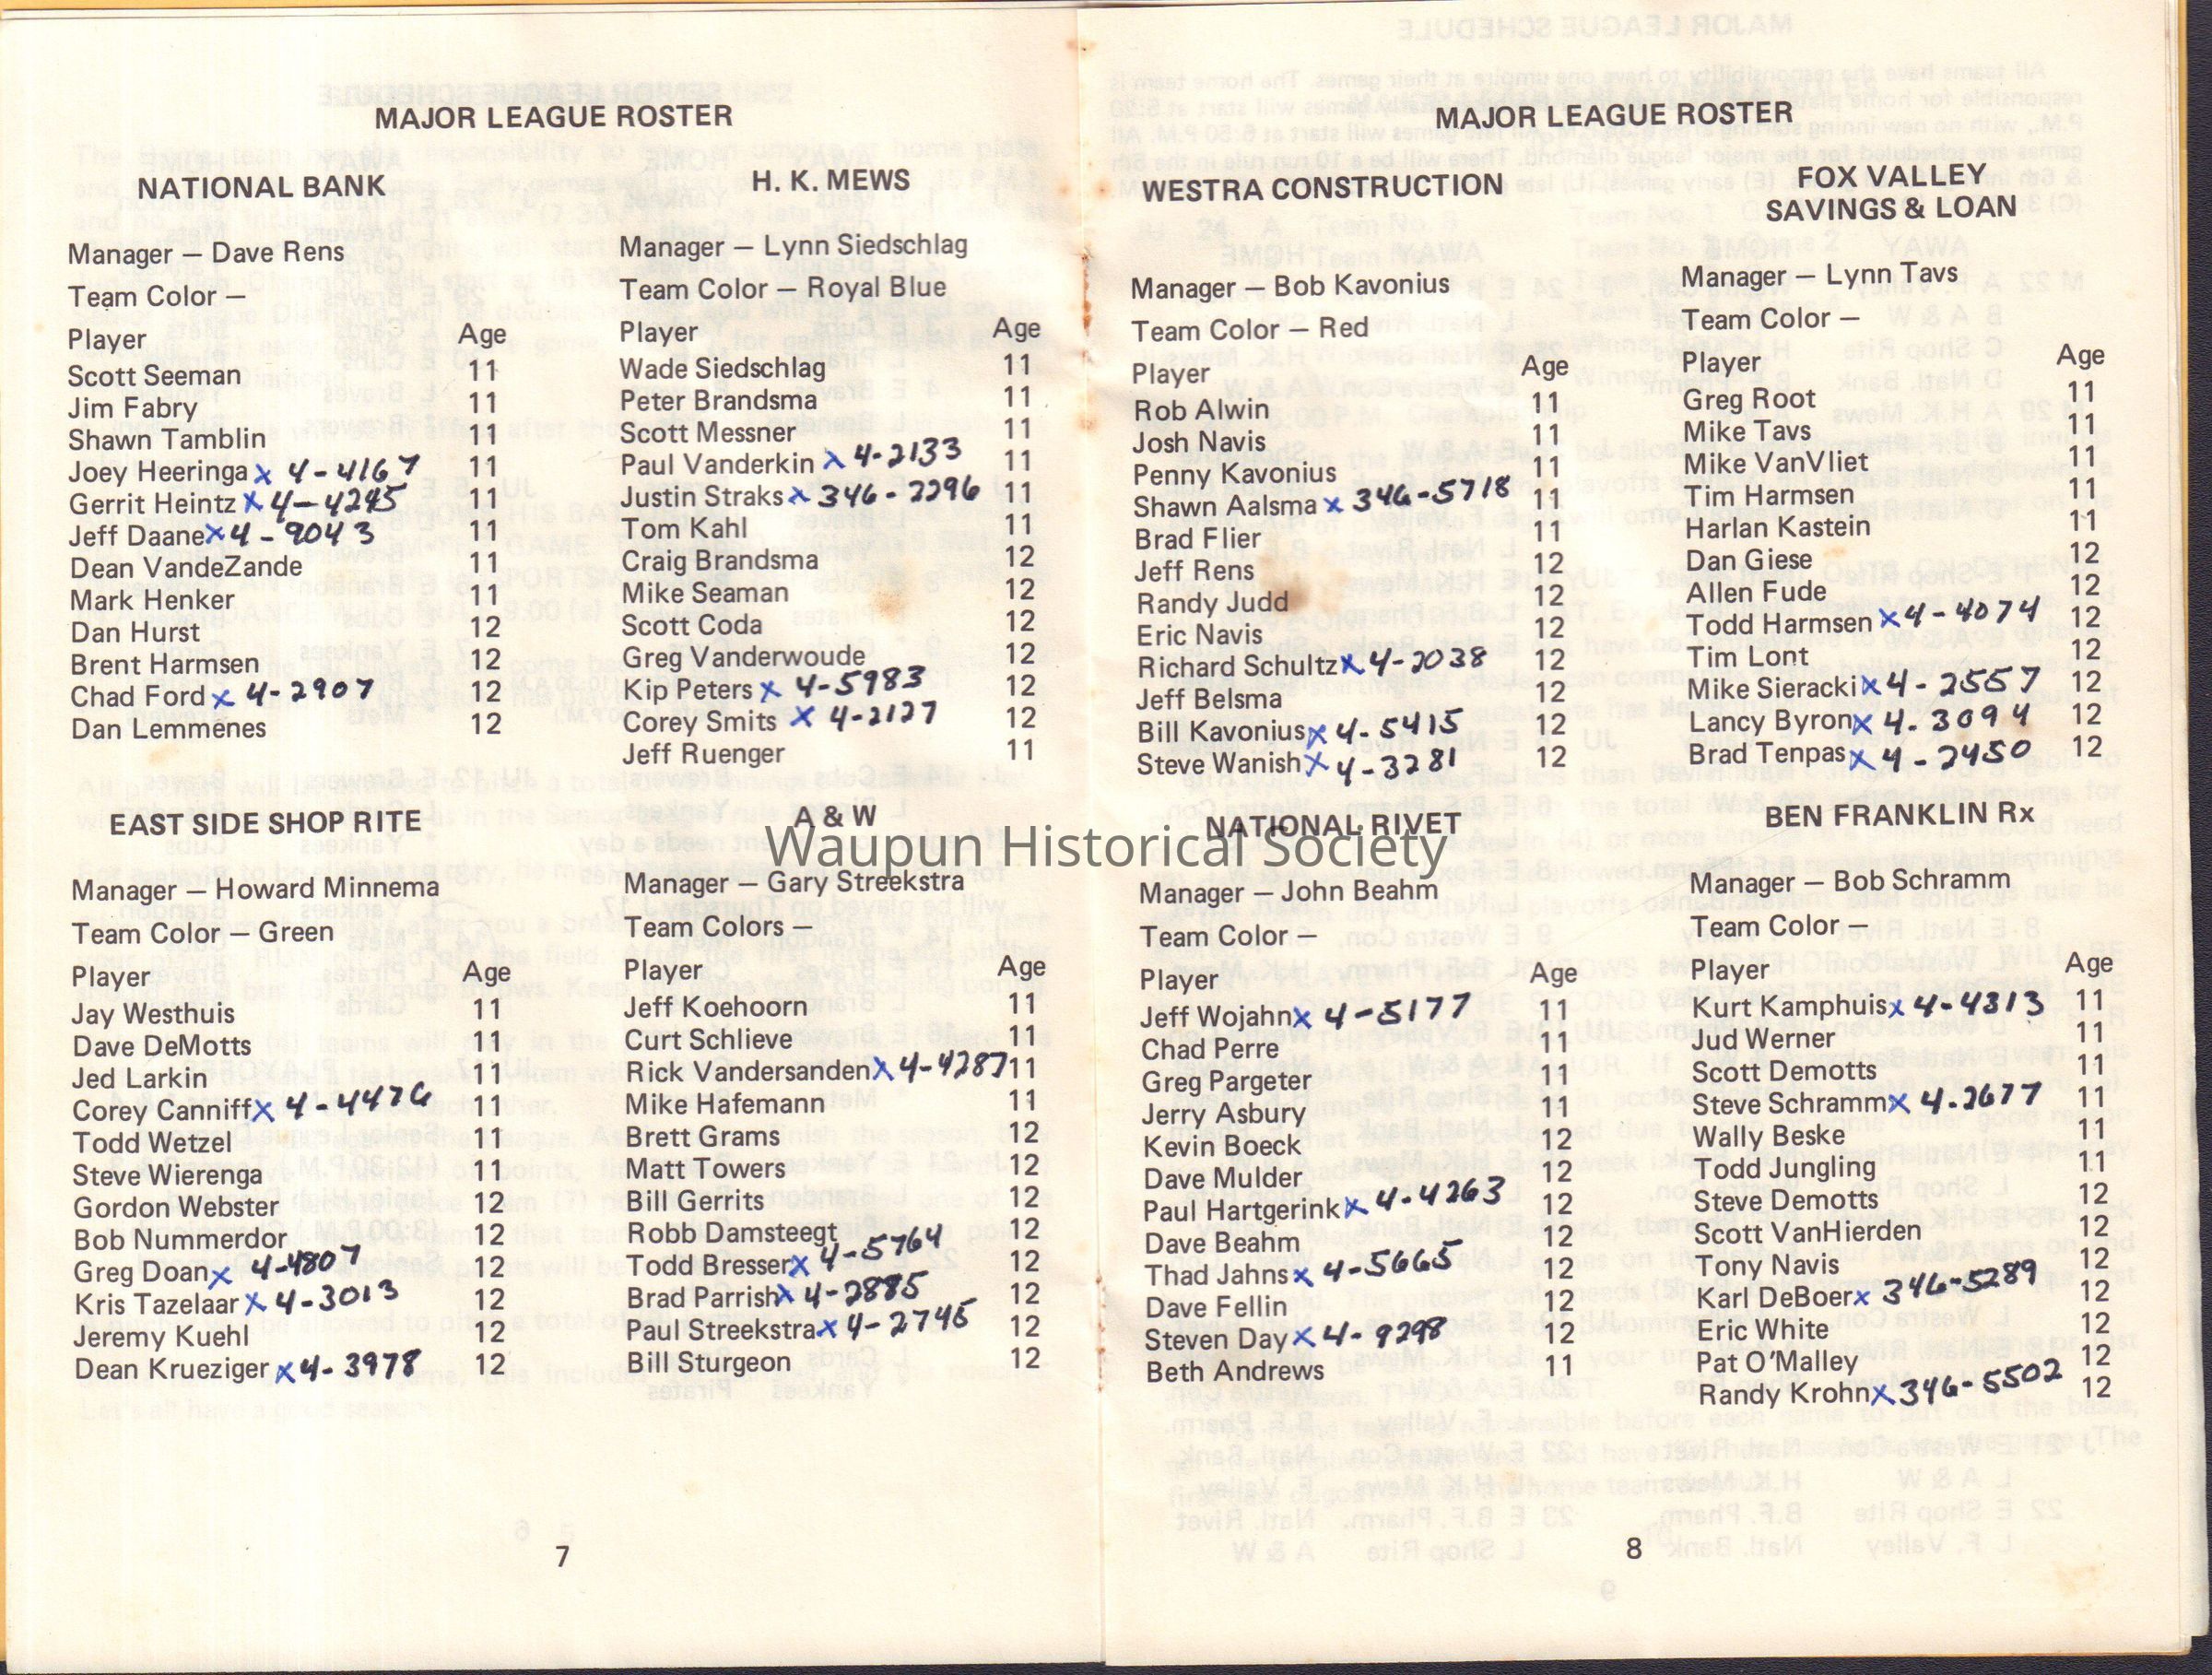 MAJOR LEAGUE ROSTER
NATIONAL BANK
Manager — Dave Rens
Team Color —
Player Age
Scott Seeman 11
Jim Fabry 11
Shawn Tamblin 11
Joey Heeringa x 4-4167 11
Gerrit Heintz x 4-4245 11
Jeff Daane x 4-9043 11
Dean VandeZande 11
Mark Henker 11
Dan Hurst 12
Brent Harmsen 12
Chad Ford x 4-2907 12
Dan Lemmenes 12
H. K. MEWS
Manager — Lynn Siedschlag
Team Color — Royal Blue
Player Age
Wade Siedschlag 11
Peter Brandsma 11
Scott Messner 11
Paul Vanderkin x 4-2133 11
Justin Straks x 346-2296 11
Tom Kahl 11
Craig Brandsma 12
Mike Seaman 12
Scott Coda 12
Greg Vanderwoude 12
Kip Peters x 4-5983 12
Corey Smits x 4-2127 12
Jeff Ruenger 11
EAST SIDE SHOP RITE
Manager — Howard Minnema
Team Color — Green
Player Age
Jay Westhuis 11
Dave DeMotts 11
Jed Larkin 11
Corey Canniff x 4-4476 11
Todd Wetzel 11
Steve Wierenga 11
Gordon Webster 12
Bob Nummerdor 12
Greg Doan x 4-4807 12
Kris Tazelaar x 4-3013 12
Jeremy Kuehl 12
Dean Krueziger x 4-3978 12
A & W
Manager — Gary Streekstra
Team Colors —
Player Age
Jeff Koehoorn 11
Curt Schlieve 11
Rick Vandersanden x 4-4287 11
Mike Hafemann 11
Brett Grams 12
Matt Towers 12
Bill Gerrits 12
Robb Damsteegt 12
Todd Bresser x 4-5764 12
Brad Parrish x 4-2885 12
Paul Streekstra x 4-2745 12
Bill Sturgeon 12
7
MAJOR LEAGUE ROSTER
WESTRA CONSTRUCTION
Manager — Bob Kavonius
Team Color — Red
Player Age
Rob Alwin 11
Josh Navis 11
Penny Kavonius 11
Shawn Aalsma x 346-5718 11
Brad Flier 11
Jeff Rens 12
Randy Judd 12
Eric Navis 12
Richard Schultz x 4-2038 12
Jeff Belsma 12
Bill Kavonius x 4-5415 12
Steve Wanish x 4-3281 12
FOX VALLEY
SAVINGS & LOAN
Manager — Lynn Tavs
Team Color —
Player Age
Greg Root 11
Mike Tavs 11
Mike VanVliet 11
Tim Harmsen 11
Harlan Kastein 11
Dan Giese 12
Allen Fude 12
Todd Harmsen x 4-4074 12
Tim Lont 12
Mike Sieracki x 4-2557 12
Lancy Byron x 4-3094 12
Brad Tenpas x 4-2450 12
NATIONAL RIVET
Manager — John Beahm
Team Color —
Player Age
Jeff Wojahn x 4-5177 11
Chad Perre 11
Greg Pargeter 11
Jerry Asbury 11
Kevin Boeck 12
Dave Mulder 12
Paul Hartgerink x 4-4263 12
Dave Beahm 12
Thad Jahns x 4-5665 12
Dave Fellin 12
Steven Day x 4-9298 12
Beth Andrews 11
BEN FRANKLIN Rx
Manager — Bob Schramm
Team Color —
Player Age
Kurt Kamphuis x 4-4313 11
Jud Werner 11
Scott Demotts 11
Steve Schramm x 4-2677 11
Wally Beske 11
Todd Jungling 11
Steve Demotts 12
Scott VanHierden 12
Tony Navis 12
Karl DeBoer x 346-5289 12
Eric White 12
Pat O'Malley 12
Randy Krohn x 346-5502 12
8
Waupun Historical Society